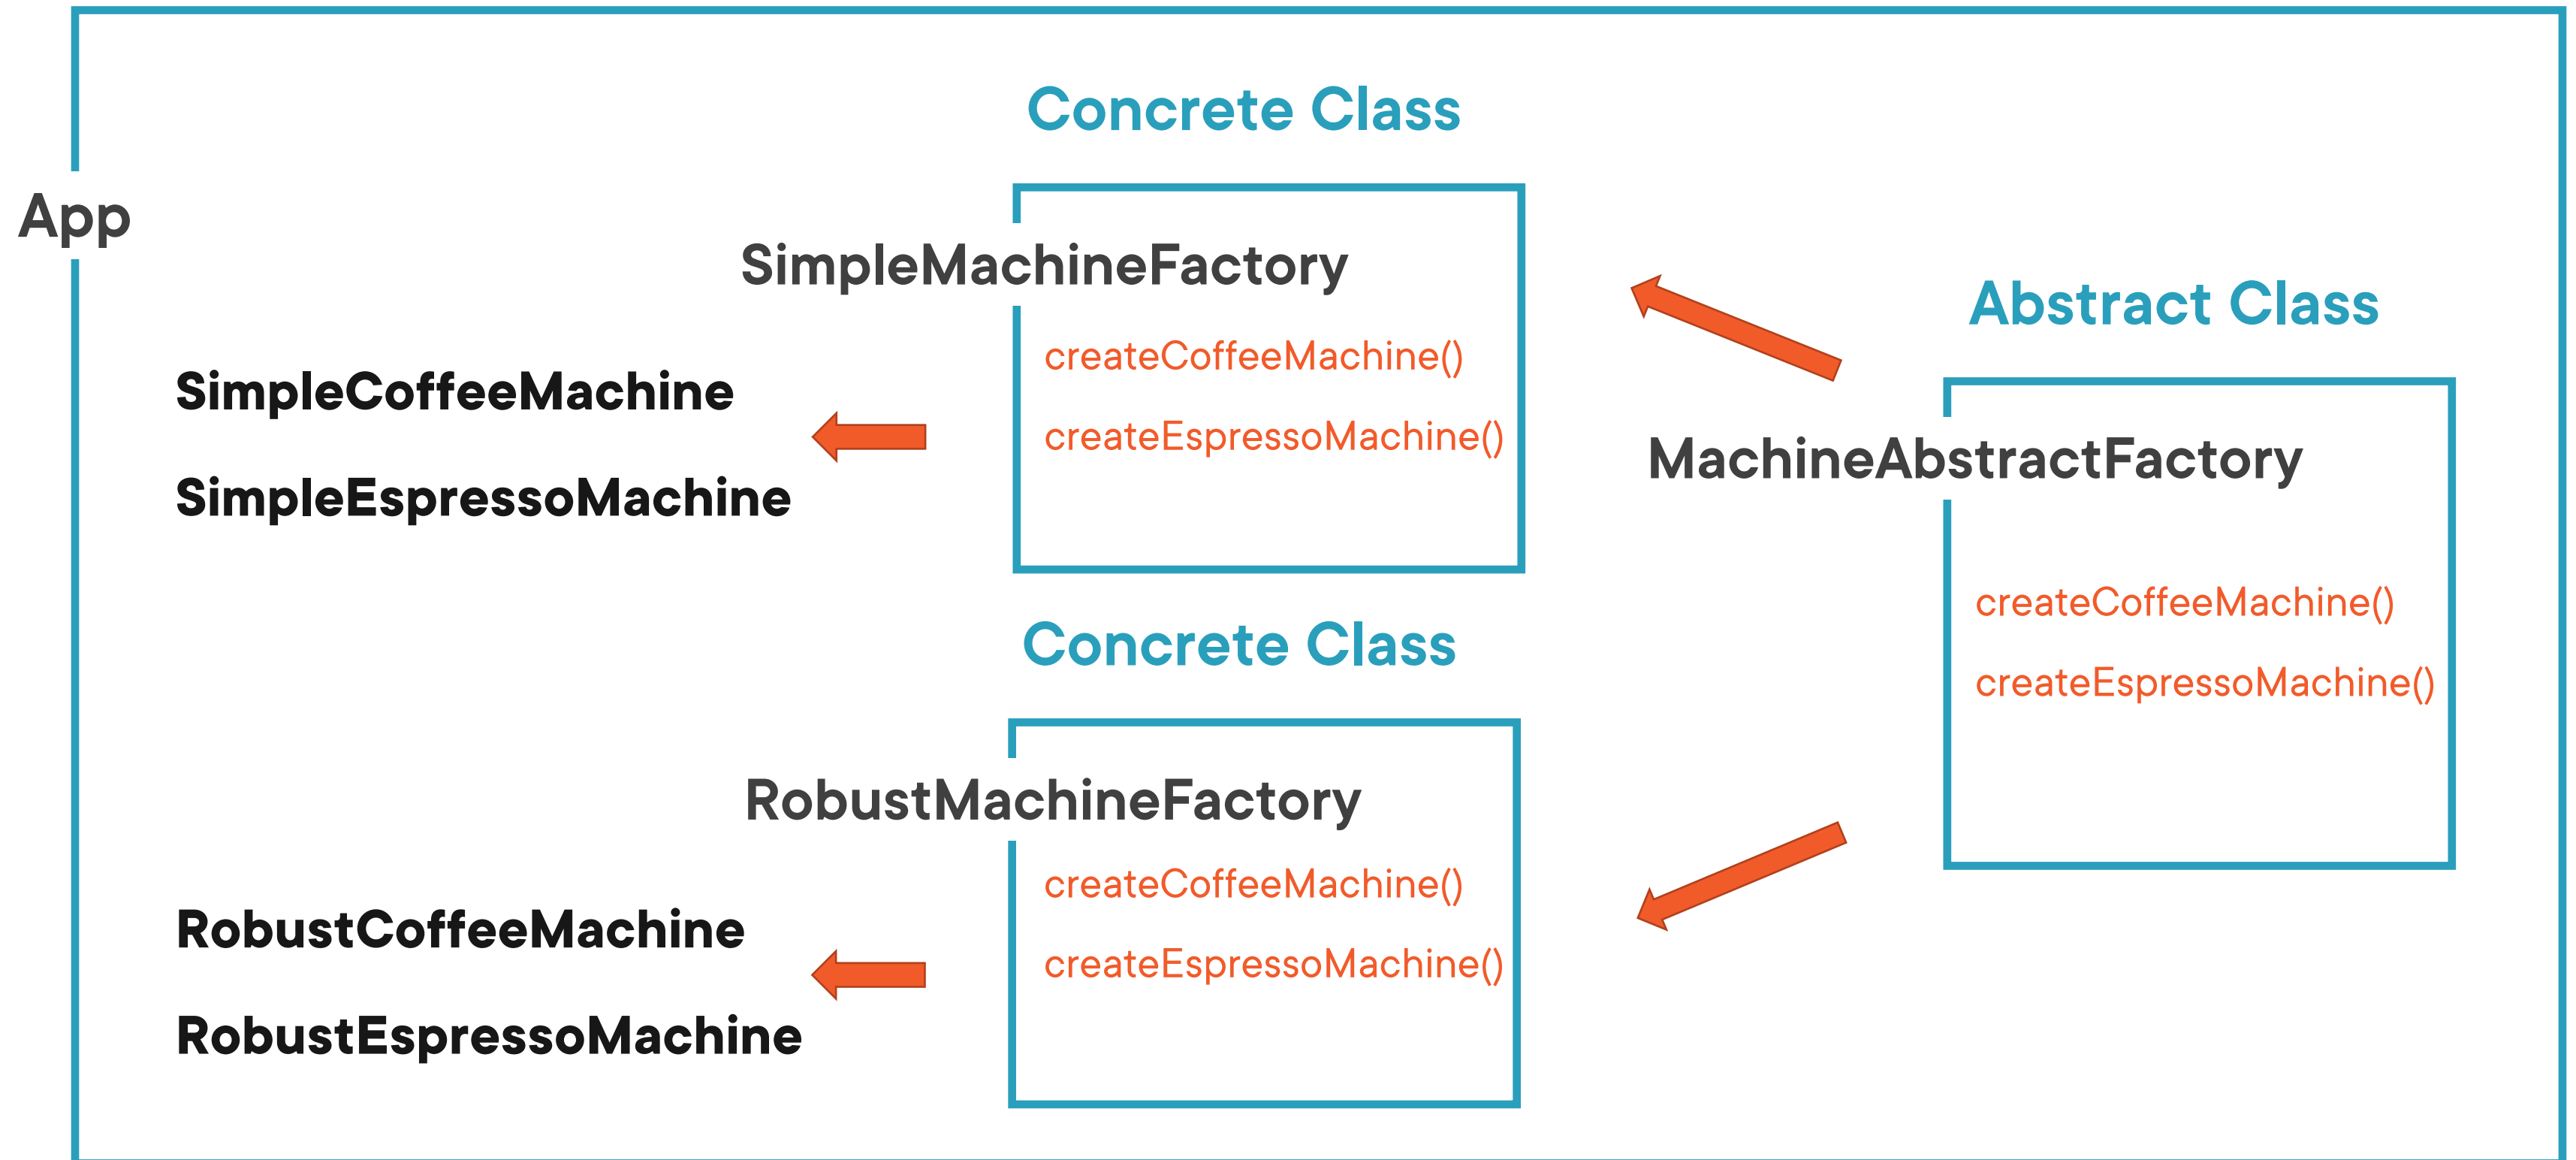 App
Concrete Class
SimpleMachineFactory
createCoffeeMachine()
createEspressoMachine()
SimpleCoffeeMachine
SimpleEspressoMachine
Concrete Class
RobustMachineFactory
createCoffeeMachine()
createEspressoMachine()
RobustCoffeeMachine
RobustEspressoMachine
Abstract Class
MachineAbstractFactory
createCoffeeMachine()
createEspressoMachine()